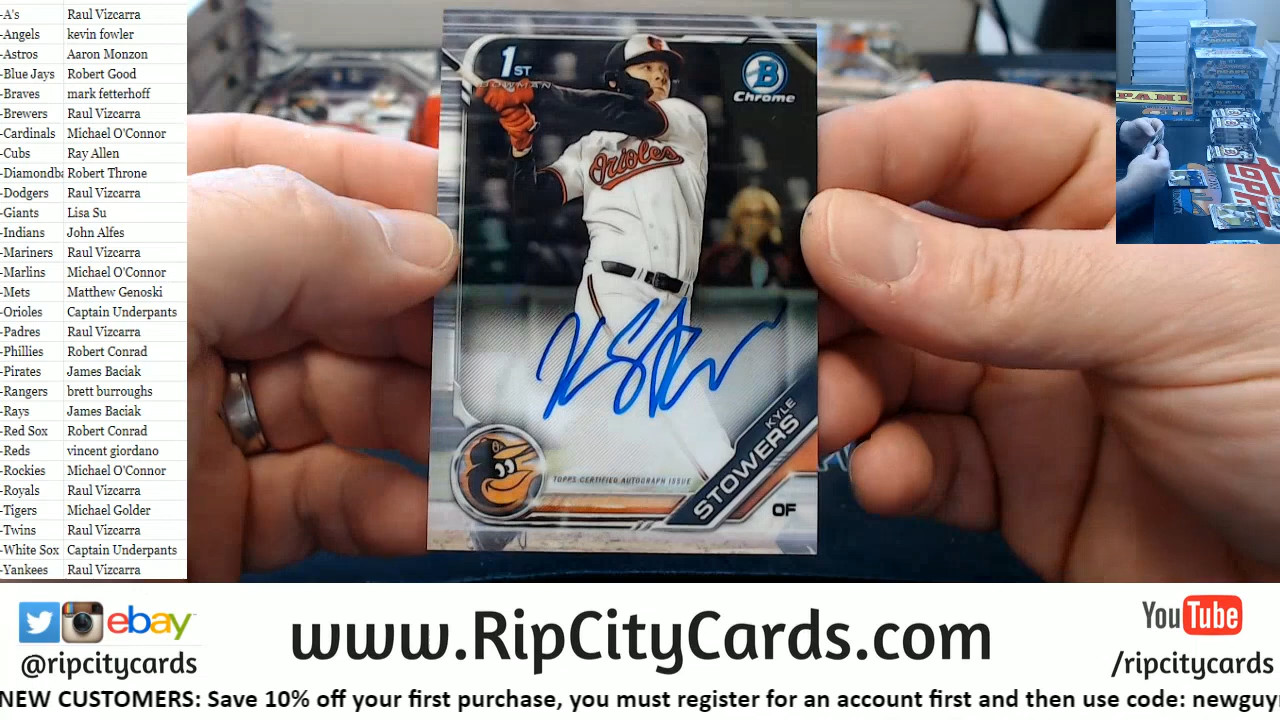 -A's Raul Vizcarra
-Angels kevin fowler
-Astros Aaron Monzon
-Blue Jays Robert Good
-Braves mark fetterhoff
-Brewers Raul Vizcarra
-Cardinals Michael O'Connor
-Cubs Ray Allen
-Diamondba Robert Throne
-Dodgers Raul Vizcarra
-Giants Lisa Su
-Indians John Alfes
-Mariners Raul Vizcarra
-Marlins Michael O'Connor
-Mets Matthew Genoski
-Orioles Captain Underpants
-Padres Raul Vizcarra
-Phillies Robert Conrad
-Pirates James Baciak
-Rangers brett burroughs
-Rays James Baciak
-Red Sox Robert Conrad
-Reds vincent giordano
-Rockies Michael O'Connor
-Royals Raul Vizcarra
-Tigers Michael Golder
-Twins Raul Vizcarra
-White Sox Captain Underpants
-Yankees Raul Vizcarra
1ST
BOWMAN
B
Chrome
Orioles
TOPPS CERTIFIED AUTOGRAPH ISSUE
KYLE
STOWERS
OF
topps
ebay
@ripcitycards
www.RipCityCards.com
YouTube
/ripcitycards
NEW CUSTOMERS: Save 10% off your first purchase, you must register for an account first and then use code: newguy